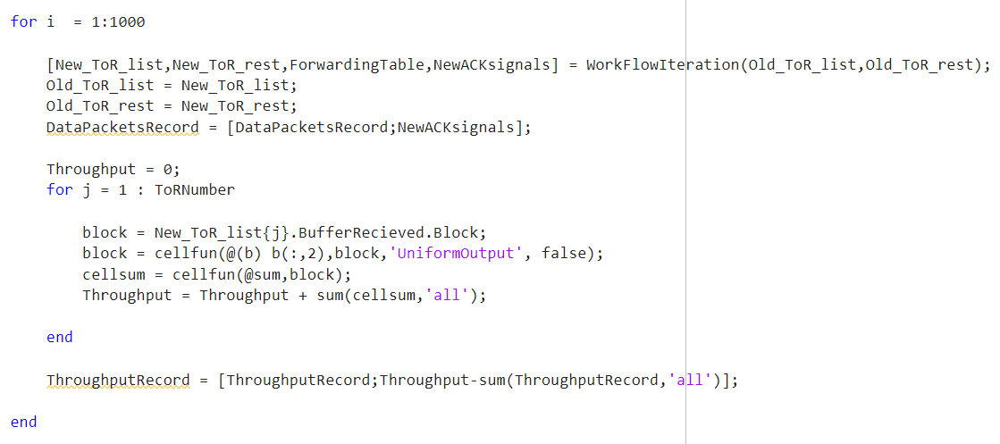 for i  = 1:1000
[New_ToR_list,New_ToR_rest,ForwardingTable,NewACKsignals] = WorkFlowIteration(Old_ToR_list,Old_ToR_rest);
Old_ToR_list = New_ToR_list;
Old_ToR_rest = New_ToR_rest;
DataPacketsRecord = [DataPacketsRecord;NewACKsignals];
Throughput = 0;
for j = 1 : ToRNumber
block = New_ToR_list{j}.BufferRecieved.Block;
block = cellfun(@(b) b(:,2),block,'UniformOutput', false);
cellsum = cellfun(@sum,block);
Throughput = Throughput + sum(cellsum,'all');
end
ThroughputRecord = [ThroughputRecord;Throughput-sum(ThroughputRecord,'all')];
end